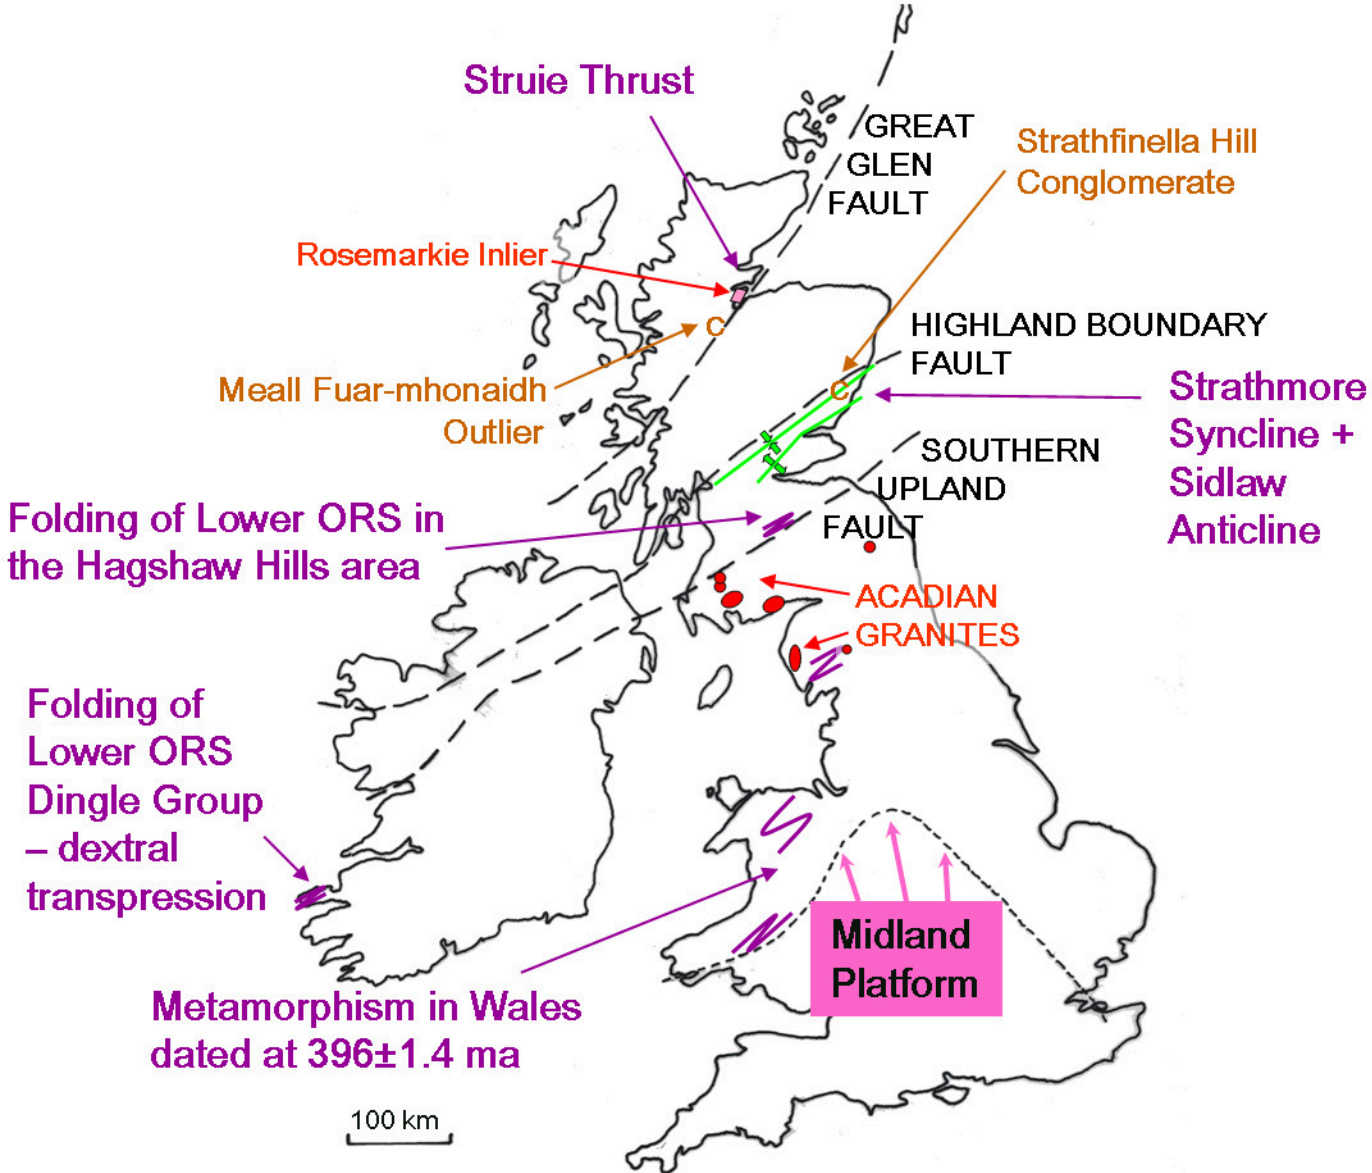 Struie Thrust
GREAT
GLEN
FAULT
Strathfinella Hill
Conglomerate
Rosemarkie Inlier
C
HIGHLAND BOUNDARY
FAULT
Meall Fuar-mhonaidh
Outlier
C
Strathmore
Syncline +
Sidlaw
Anticline
SOUTHERN
UPLAND
FAULT
Folding of Lower ORS in
the Hagshaw Hills area
ACADIAN
GRANITES
Folding of
Lower ORS
Dingle Group
– dextral
transpression
Midland
Platform
Metamorphism in Wales
dated at 396±1.4 ma
100 km